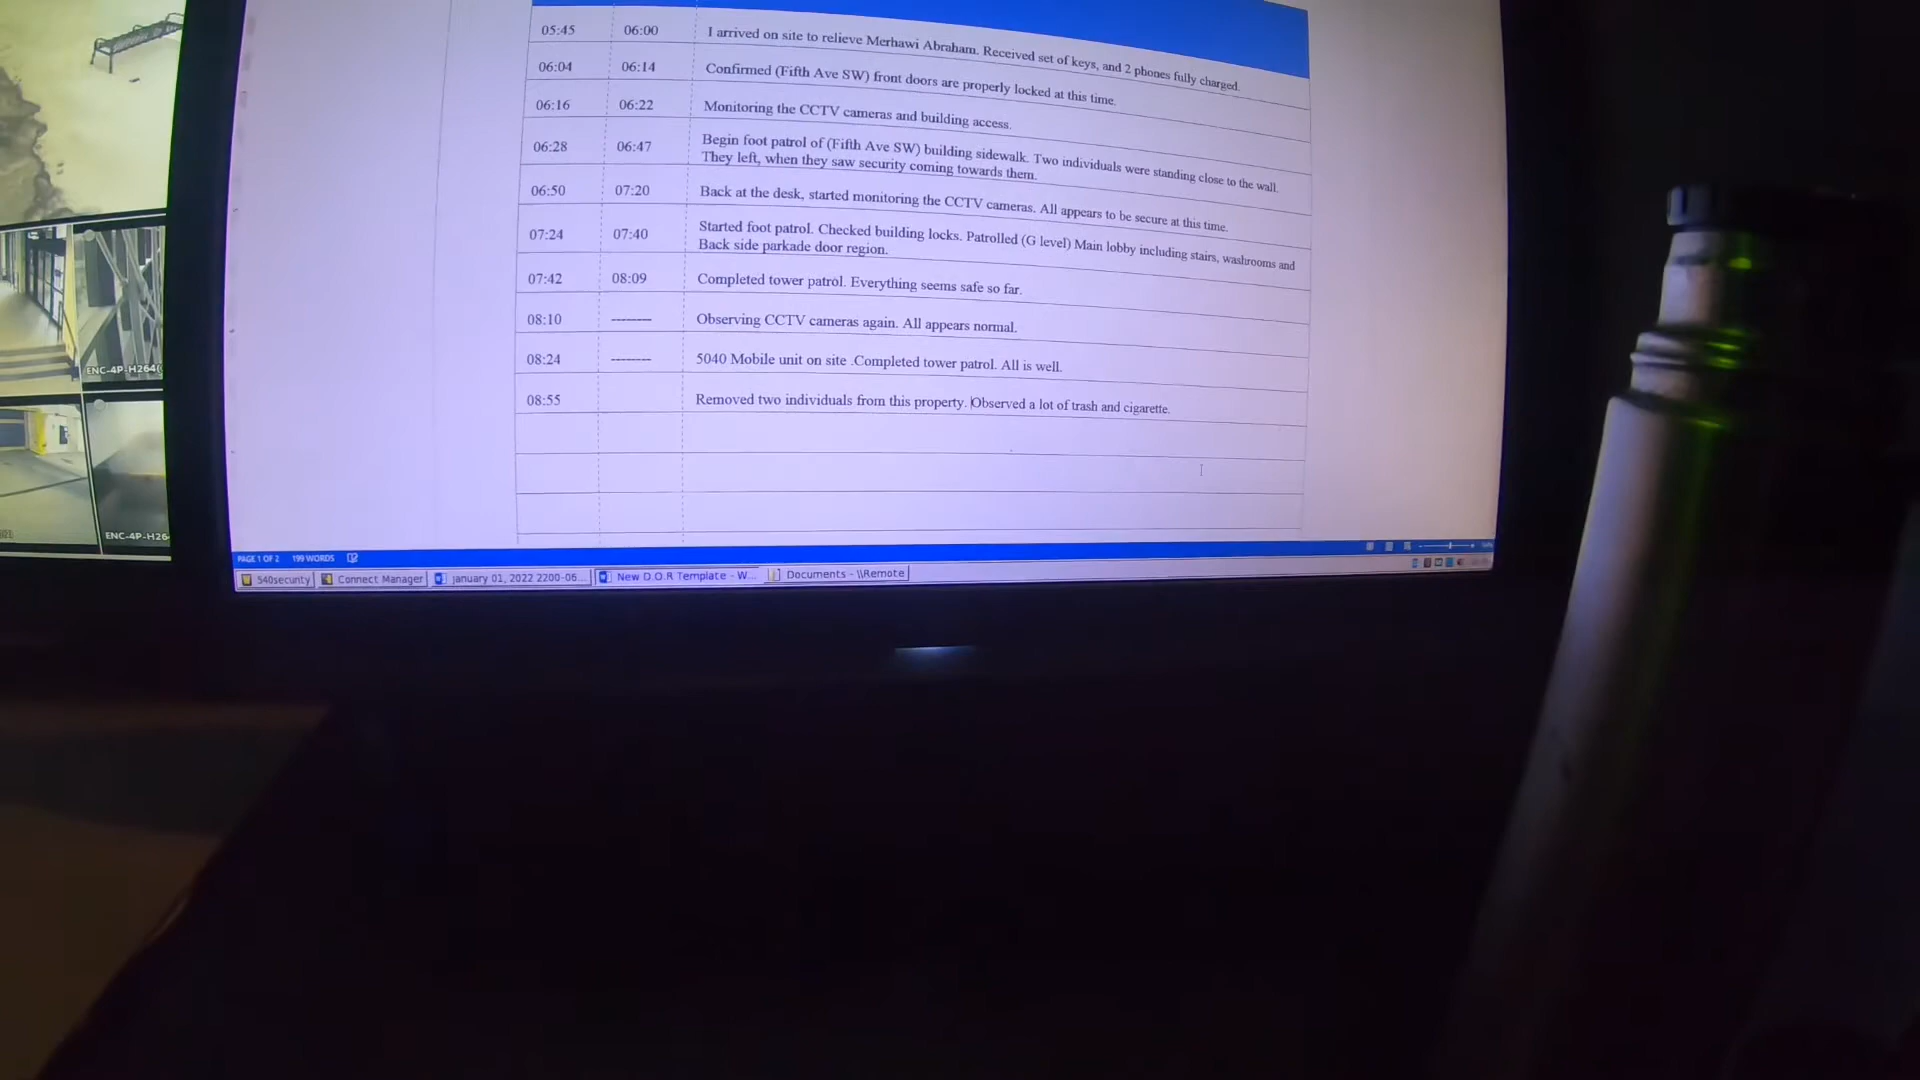 05:45 06:00 I arrived on site to relieve Merhawi Abraham. Received set of keys, and 2 phones fully charged.
06:04 06:14 Confirmed (Fifth Ave SW) front doors are properly locked at this time.
06:16 06:22 Monitoring the CCTV cameras and building access.
06:28 06:47 Begin foot patrol of (Fifth Ave SW) building sidewalk. Two individuals were standing close to the wall.
They left, when they saw security coming towards them.
06:50 07:20 Back at the desk, started monitoring the CCTV cameras. All appears to be secure at this time.
07:24 07:40 Started foot patrol. Checked building locks. Patrolled (G level) Main lobby including stairs, washrooms and
Back side parkade door region.
07:42 08:09 Completed tower patrol. Everything seems safe so far.
08:10 ------- Observing CCTV cameras again. All appears normal.
08:24 ------- 5040 Mobile unit on site .Completed tower patrol. All is well.
08:55 Removed two individuals from this property. Observed a lot of trash and cigarette.
ENC-4P-H264(
ENC-4P-H26
PAGE 1 OF 2 199 WORDS
540security Connect Manager january 01, 2022 2200-06... New D.O.R Template - W... Documents - \\Remote